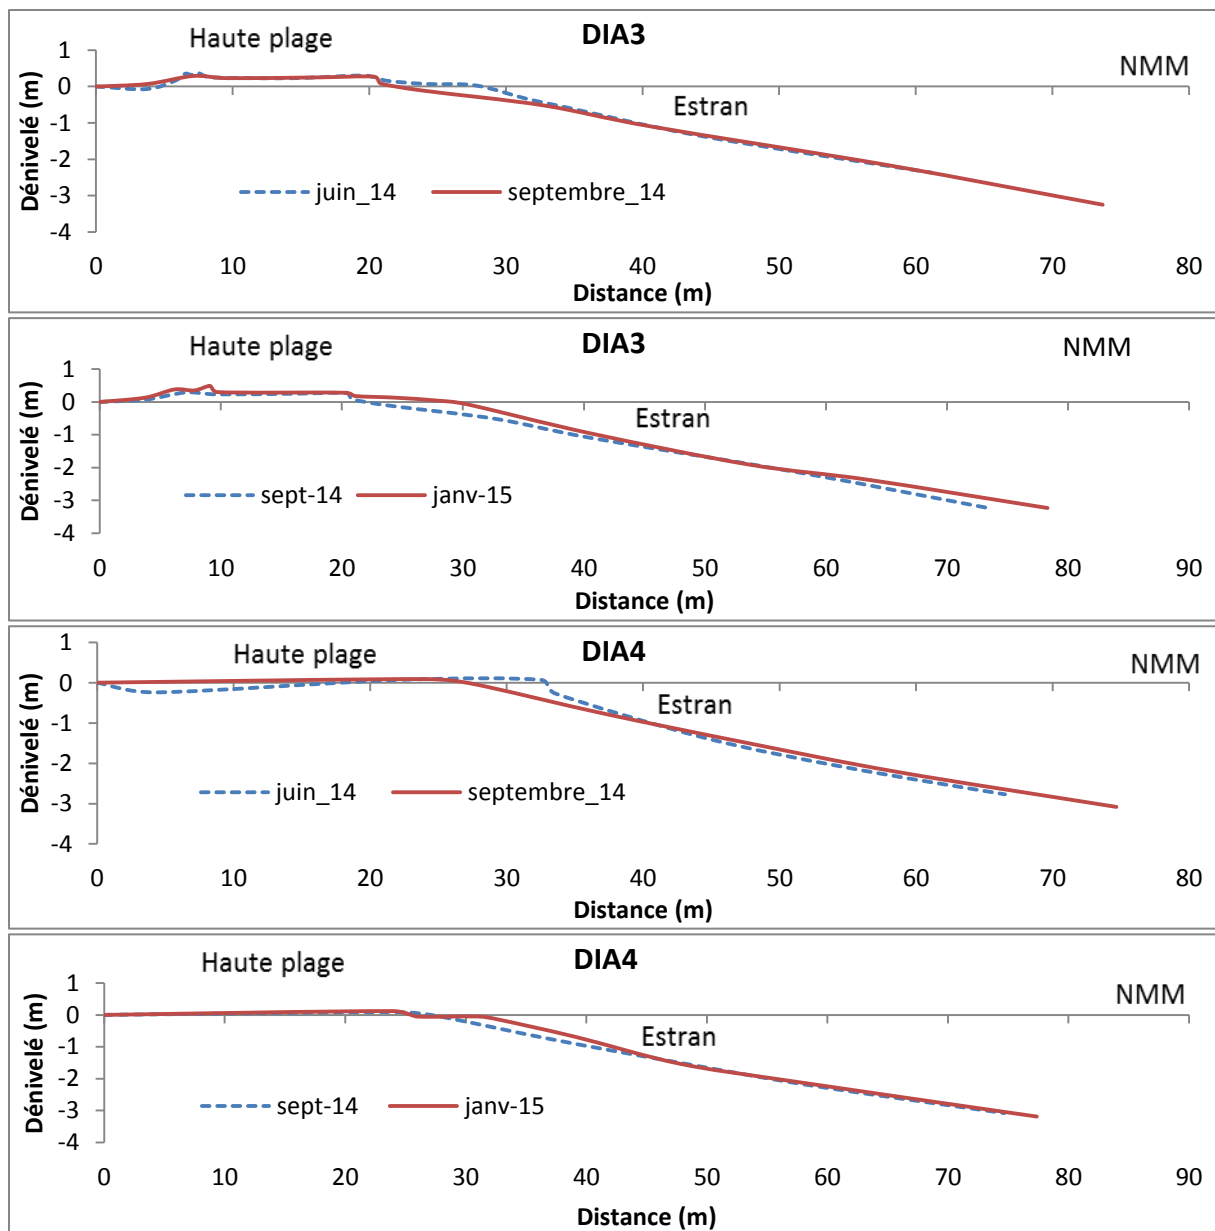 DIA3
Haute plage
NMM
Dénivelé (m)
1
0
-1
-2
-3
-4
Estran
juin_14 septembre_14
0 10 20 30 40 50 60 70 80
Distance (m)
DIA3
Haute plage
NMM
Dénivelé (m)
1
0
-1
-2
-3
-4
Estran
sept-14 janv-15
0 10 20 30 40 50 60 70 80 90
Distance (m)
DIA4
Haute plage
NMM
Dénivelé (m)
1
0
-1
-2
-3
-4
Estran
juin_14 septembre_14
0 10 20 30 40 50 60 70 80
Distance (m)
DIA4
Haute plage
NMM
Dénivelé (m)
1
0
-1
-2
-3
-4
Estran
sept-14 janv-15
0 10 20 30 40 50 60 70 80 90
Distance (m)